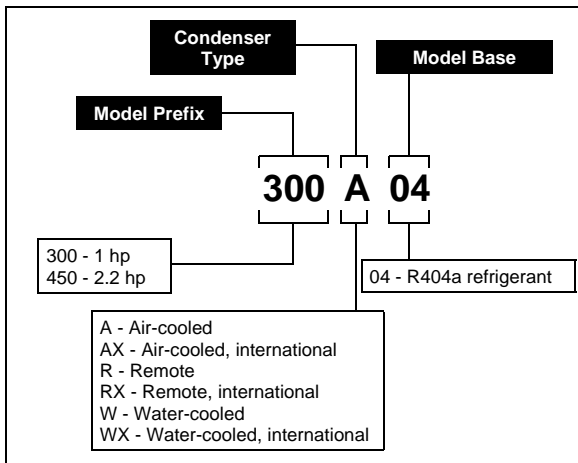 Condenser
Type
Model Base
Model Prefix
300 A 04
300 - 1 hp
450 - 2.2 hp
04 - R404a refrigerant
A - Air-cooled
AX - Air-cooled, international
R - Remote
RX - Remote, international
W - Water-cooled
WX - Water-cooled, international